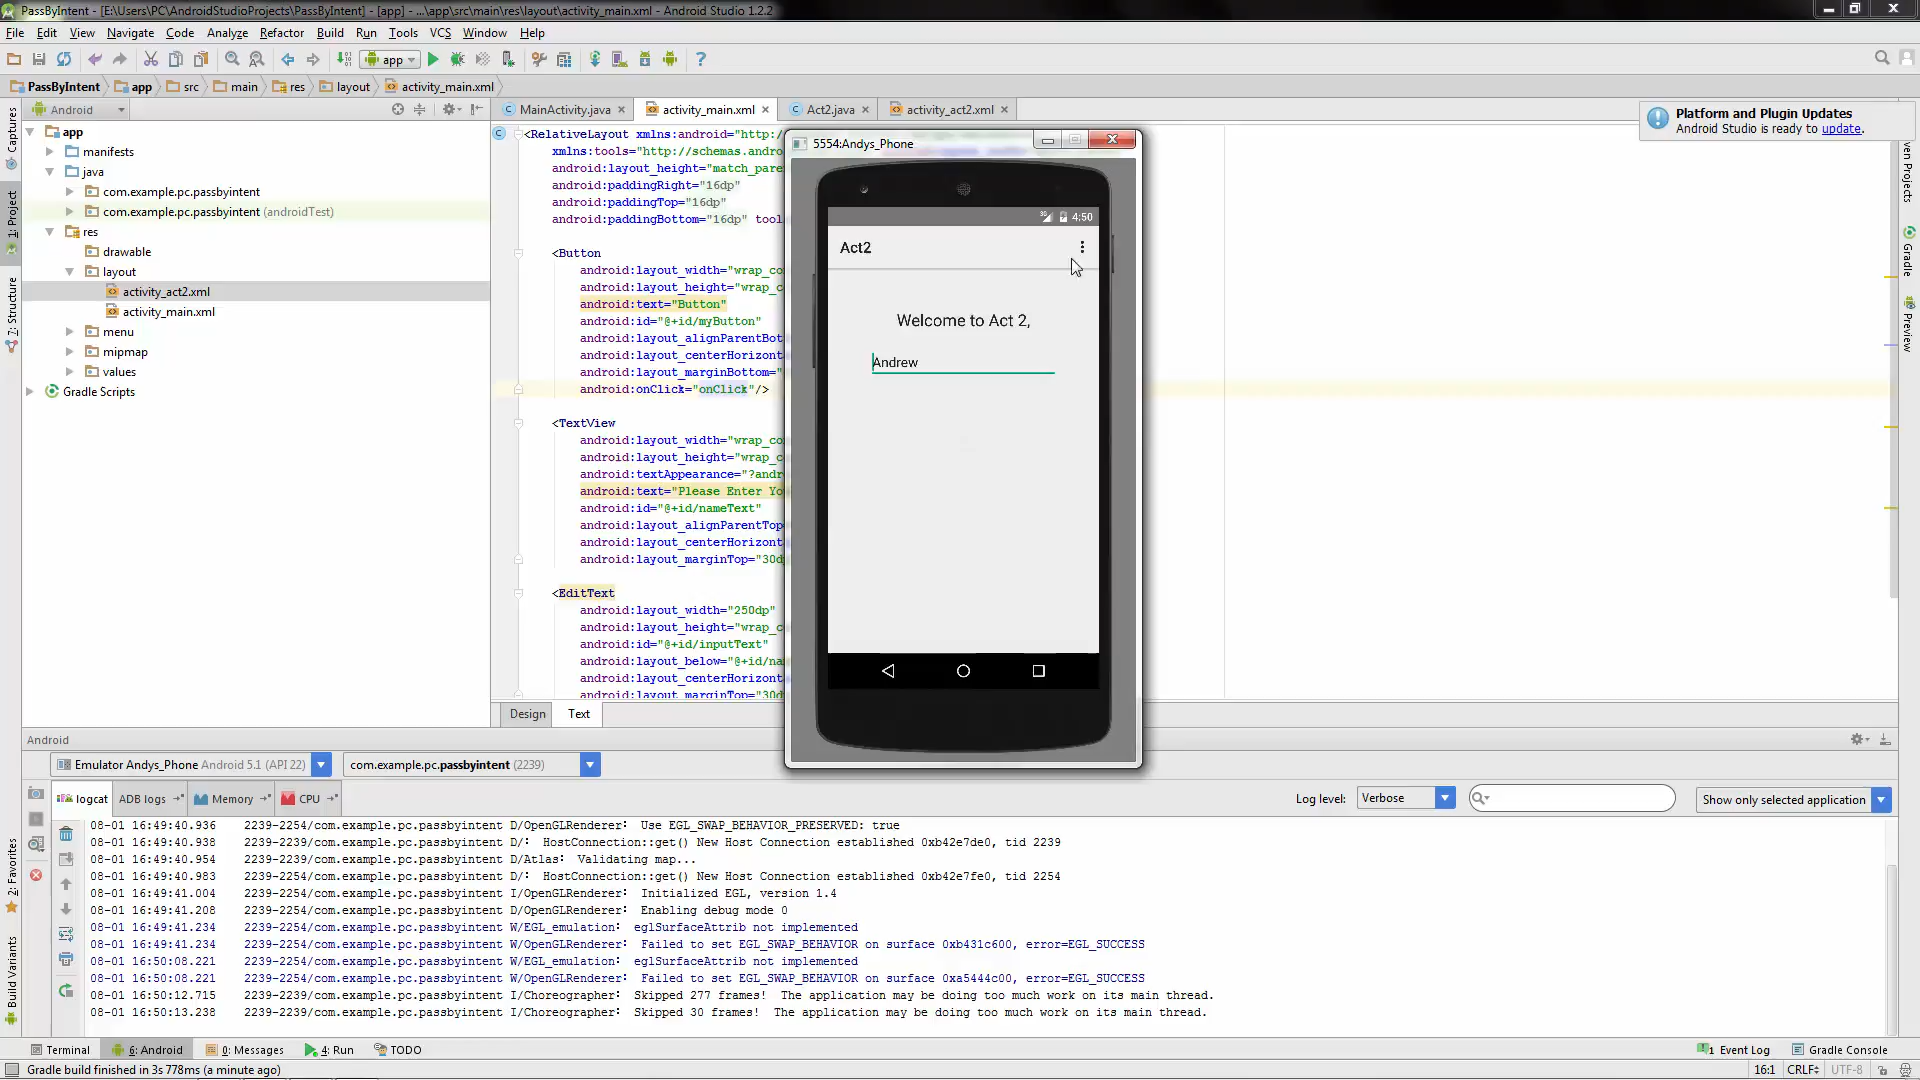 PassByIntent - [E:\Users\PC\AndroidStudioProjects\PassByIntent] - [app] - ...\app\src\main\res\layout\activity_main.xml - Android Studio 1.2.2
File Edit View Navigate Code Analyze Refactor Build Run Tools VCS Window Help
app
PassByIntent app src main res layout activity_main.xml
Android
MainActivity.java activity_main.xml Act2.java activity_act2.xml
Platform and Plugin Updates
Android Studio is ready to update.
Captures
1: Project
7: Structure
2: Favorites
Build Variants
app
manifests
java
com.example.pc.passbyintent
com.example.pc.passbyintent (androidTest)
res
drawable
layout
activity_act2.xml
activity_main.xml
menu
mipmap
values
Gradle Scripts
<RelativeLayout xmlns:android="http:/
xmlns:tools="http://schemas.andro
android:layout_height="match_pare
android:paddingRight="16dp"
android:paddingTop="16dp"
android:paddingBottom="16dp" tool
<Button
android:layout_width="wrap_co
android:layout_height="wrap_c
android:text="Button"
android:id="@+id/myButton"
android:layout_alignParentBot
android:layout_centerHorizont
android:layout_marginBottom="
android:onClick="onClick"/>
<TextView
android:layout_width="wrap_co
android:layout_height="wrap_c
android:textAppearance="?andr
android:text="Please Enter Yo
android:id="@+id/nameText"
android:layout_alignParentTop
android:layout_centerHorizont
android:layout_marginTop="30d
<EditText
android:layout_width="250dp"
android:layout_height="wrap_c
android:id="@+id/inputText"
android:layout_below="@+id/na
android:layout_centerHorizont
android:layout_marginTop="30d
Design Text
5554:Andys_Phone
3G 4:50
Act2
Welcome to Act 2,
Andrew
ven Projects
Gradle
Preview
Android
Emulator Andys_Phone Android 5.1 (API 22) com.example.pc.passbyintent (2239)
logcat ADB logs Memory CPU Log level: Verbose Show only selected application
08-01 16:49:40.936 2239-2254/com.example.pc.passbyintent D/OpenGLRenderer: Use EGL_SWAP_BEHAVIOR_PRESERVED: true
08-01 16:49:40.938 2239-2239/com.example.pc.passbyintent D/: HostConnection::get() New Host Connection established 0xb42e7de0, tid 2239
08-01 16:49:40.954 2239-2239/com.example.pc.passbyintent D/Atlas: Validating map...
08-01 16:49:40.983 2239-2254/com.example.pc.passbyintent D/: HostConnection::get() New Host Connection established 0xb42e7fe0, tid 2254
08-01 16:49:41.004 2239-2254/com.example.pc.passbyintent I/OpenGLRenderer: Initialized EGL, version 1.4
08-01 16:49:41.208 2239-2254/com.example.pc.passbyintent D/OpenGLRenderer: Enabling debug mode 0
08-01 16:49:41.234 2239-2254/com.example.pc.passbyintent W/EGL_emulation: eglSurfaceAttrib not implemented
08-01 16:49:41.234 2239-2254/com.example.pc.passbyintent W/OpenGLRenderer: Failed to set EGL_SWAP_BEHAVIOR on surface 0xb431c600, error=EGL_SUCCESS
08-01 16:50:08.221 2239-2254/com.example.pc.passbyintent W/EGL_emulation: eglSurfaceAttrib not implemented
08-01 16:50:08.221 2239-2254/com.example.pc.passbyintent W/OpenGLRenderer: Failed to set EGL_SWAP_BEHAVIOR on surface 0xa5444c00, error=EGL_SUCCESS
08-01 16:50:12.715 2239-2239/com.example.pc.passbyintent I/Choreographer: Skipped 277 frames! The application may be doing too much work on its main thread.
08-01 16:50:13.238 2239-2239/com.example.pc.passbyintent I/Choreographer: Skipped 30 frames! The application may be doing too much work on its main thread.
Terminal 6: Android 0: Messages 4: Run TODO 1 Event Log Gradle Console
Gradle build finished in 3s 778ms (a minute ago) 16:1 CRLF UTF-8